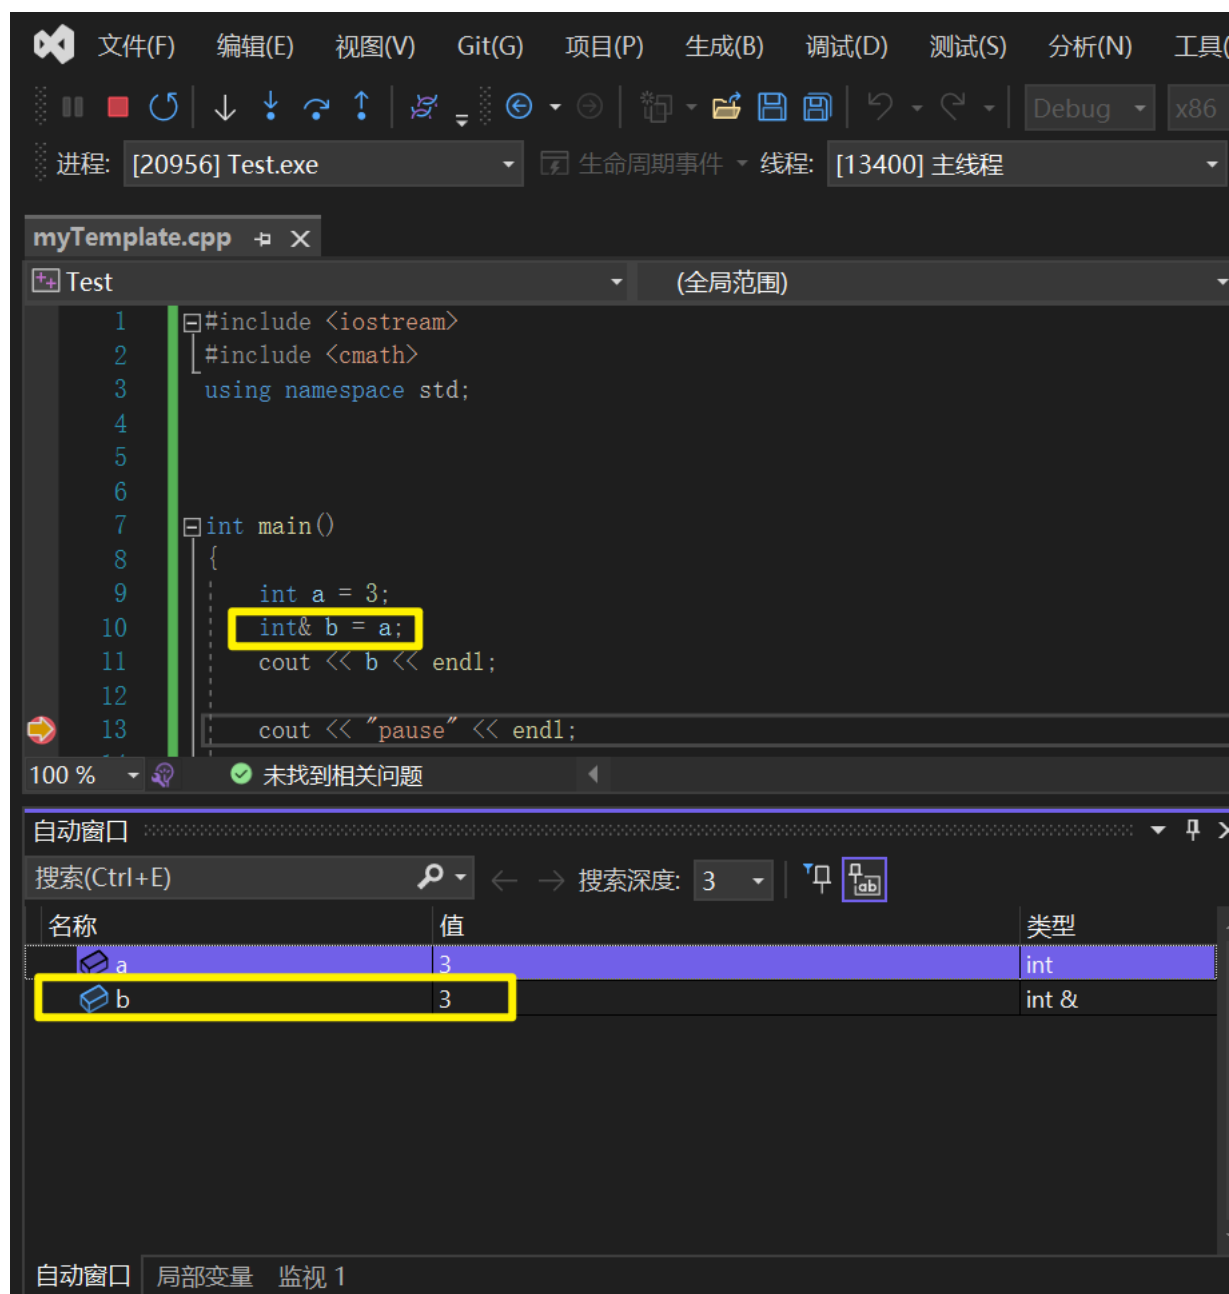 文件(F) 编辑(E) 视图(V) Git(G) 项目(P) 生成(B) 调试(D) 测试(S) 分析(N) 工具(
Debug x86
进程: [20956] Test.exe 生命周期事件 线程: [13400] 主线程
myTemplate.cpp
Test (全局范围)
1 #include <iostream>
2 #include <cmath>
3 using namespace std;
4
5
6
7 int main()
8 {
9 int a = 3;
10 int& b = a;
11 cout << b << endl;
12
13 cout << "pause" << endl;
100 % 未找到相关问题
自动窗口
搜索(Ctrl+E) 搜索深度: 3
名称 值 类型
a 3 int
b 3 int &
自动窗口 局部变量 监视 1